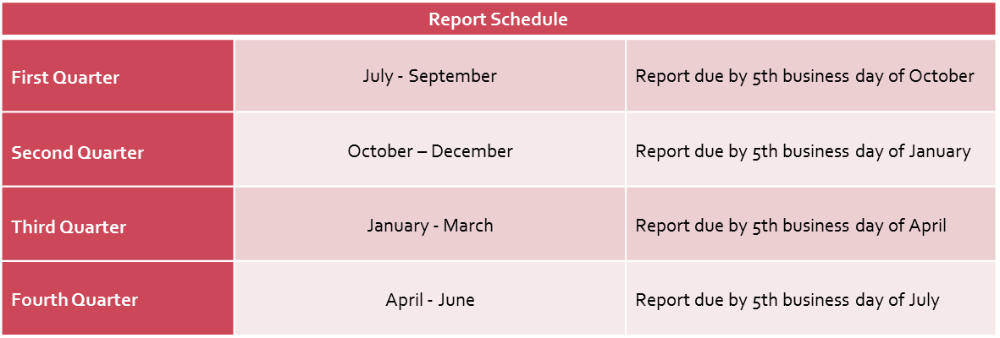 Report Schedule
First Quarter July - September Report due by 5th business day of October
Second Quarter October – December Report due by 5th business day of January
Third Quarter January - March Report due by 5th business day of April
Fourth Quarter April - June Report due by 5th business day of July